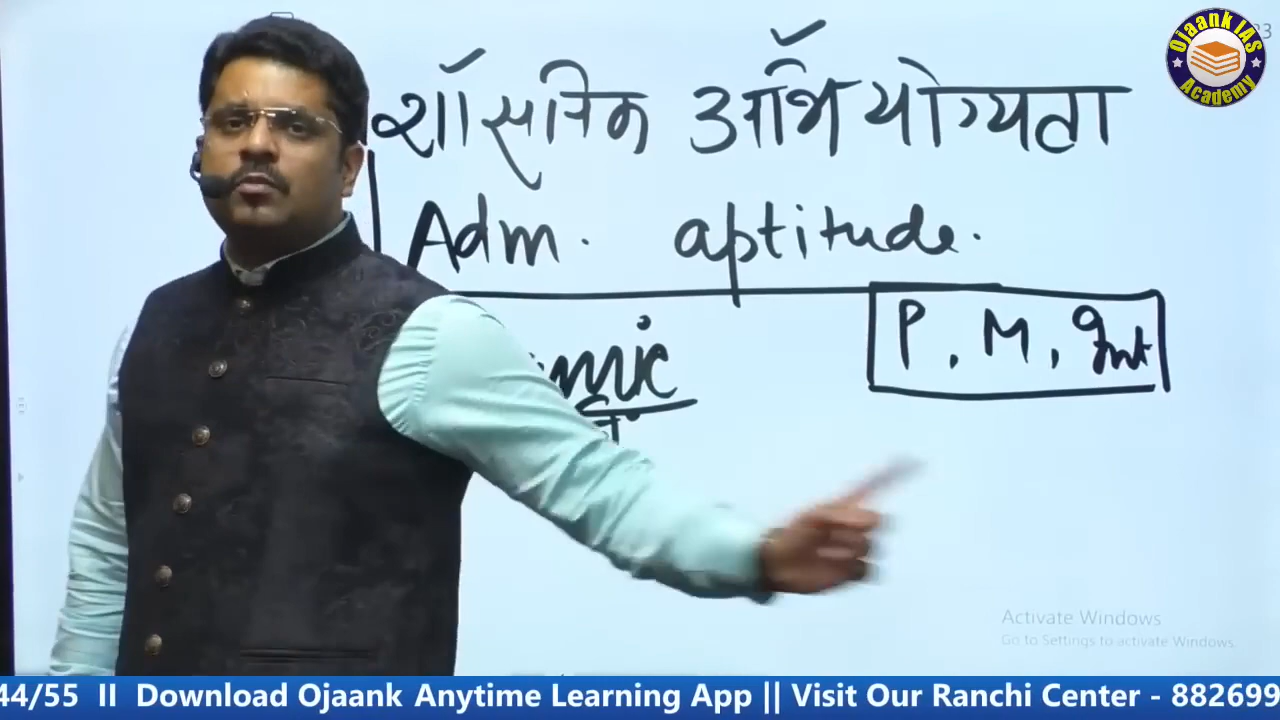 Ojaank IAS Academy
शासनिक अभियोग्यता
Adm. aptitude.
P, M, Int
Activate Windows
Go to Settings to activate Windows.
44/55 II Download Ojaank Anytime Learning App || Visit Our Ranchi Center - 882699